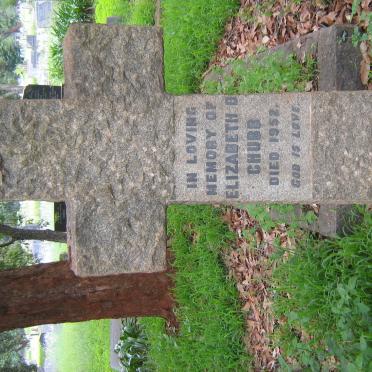 IN LOVING
MEMORY OF
ELIZABETH B
CHUBB
DIED 1952.
GOD IS LOVE.